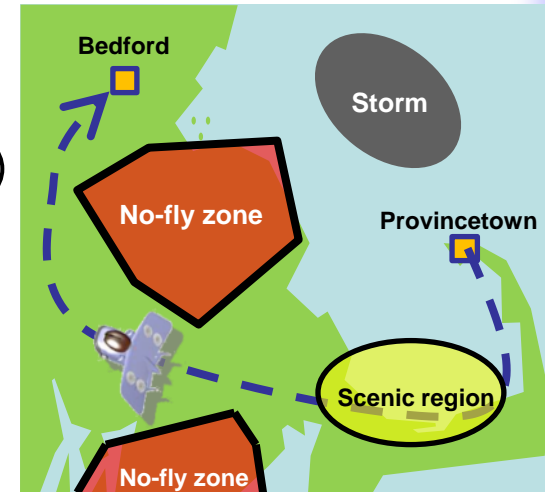 Bedford
Storm
No-fly zone
Provincetown
Scenic region
No-fly zone